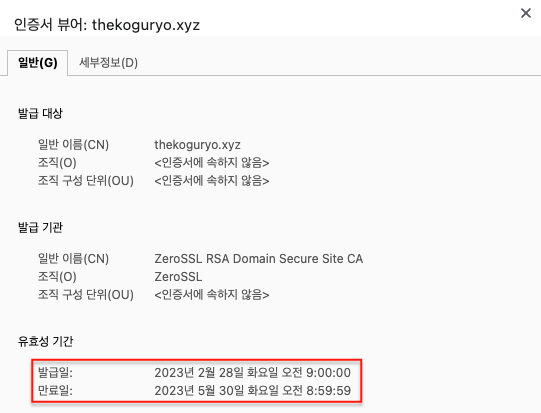 인증서 뷰어: thekoguryo.xyz
일반(G) 세부정보(D)
발급 대상
일반 이름(CN) thekoguryo.xyz
조직(O) <인증서에 속하지 않음>
조직 구성 단위(OU) <인증서에 속하지 않음>
발급 기관
일반 이름(CN) ZeroSSL RSA Domain Secure Site CA
조직(O) ZeroSSL
조직 구성 단위(OU) <인증서에 속하지 않음>
유효성 기간
발급일: 2023년 2월 28일 화요일 오전 9:00:00
만료일: 2023년 5월 30일 화요일 오전 8:59:59